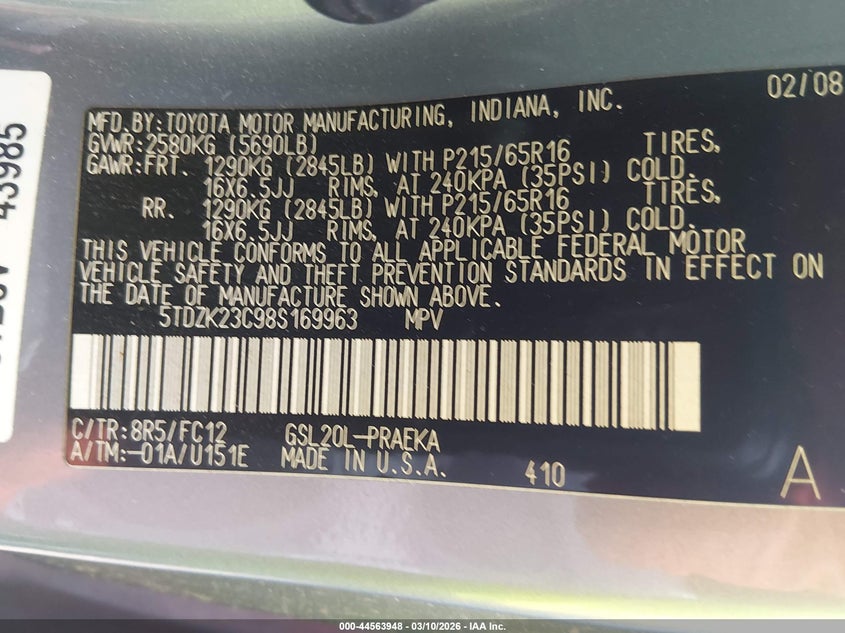 MFD.BY:TOYOTA MOTOR MANUFACTURING, INDIANA, INC. 02/08
GVWR:2580KG (5690LB)
GAWR:FRT. 1290KG (2845LB) WITH P215/65R16 TIRES,
16X6.5JJ RIMS, AT 240KPA (35PSI) COLD.
RR. 1290KG (2845LB) WITH P215/65R16 TIRES,
16X6.5JJ RIMS, AT 240KPA (35PSI) COLD.
THIS VEHICLE CONFORMS TO ALL APPLICABLE FEDERAL MOTOR
VEHICLE SAFETY AND THEFT PREVENTION STANDARDS IN EFFECT ON
THE DATE OF MANUFACTURE SHOWN ABOVE.
5TDZK23C98S169963 MPV
C/TR:8R5/FC12 GSL20L-PRAEKA
A/TM:-01A/U151E MADE IN U.S.A. 410 A
43985
000-44563948 - 03/10/2026 - IAA Inc.